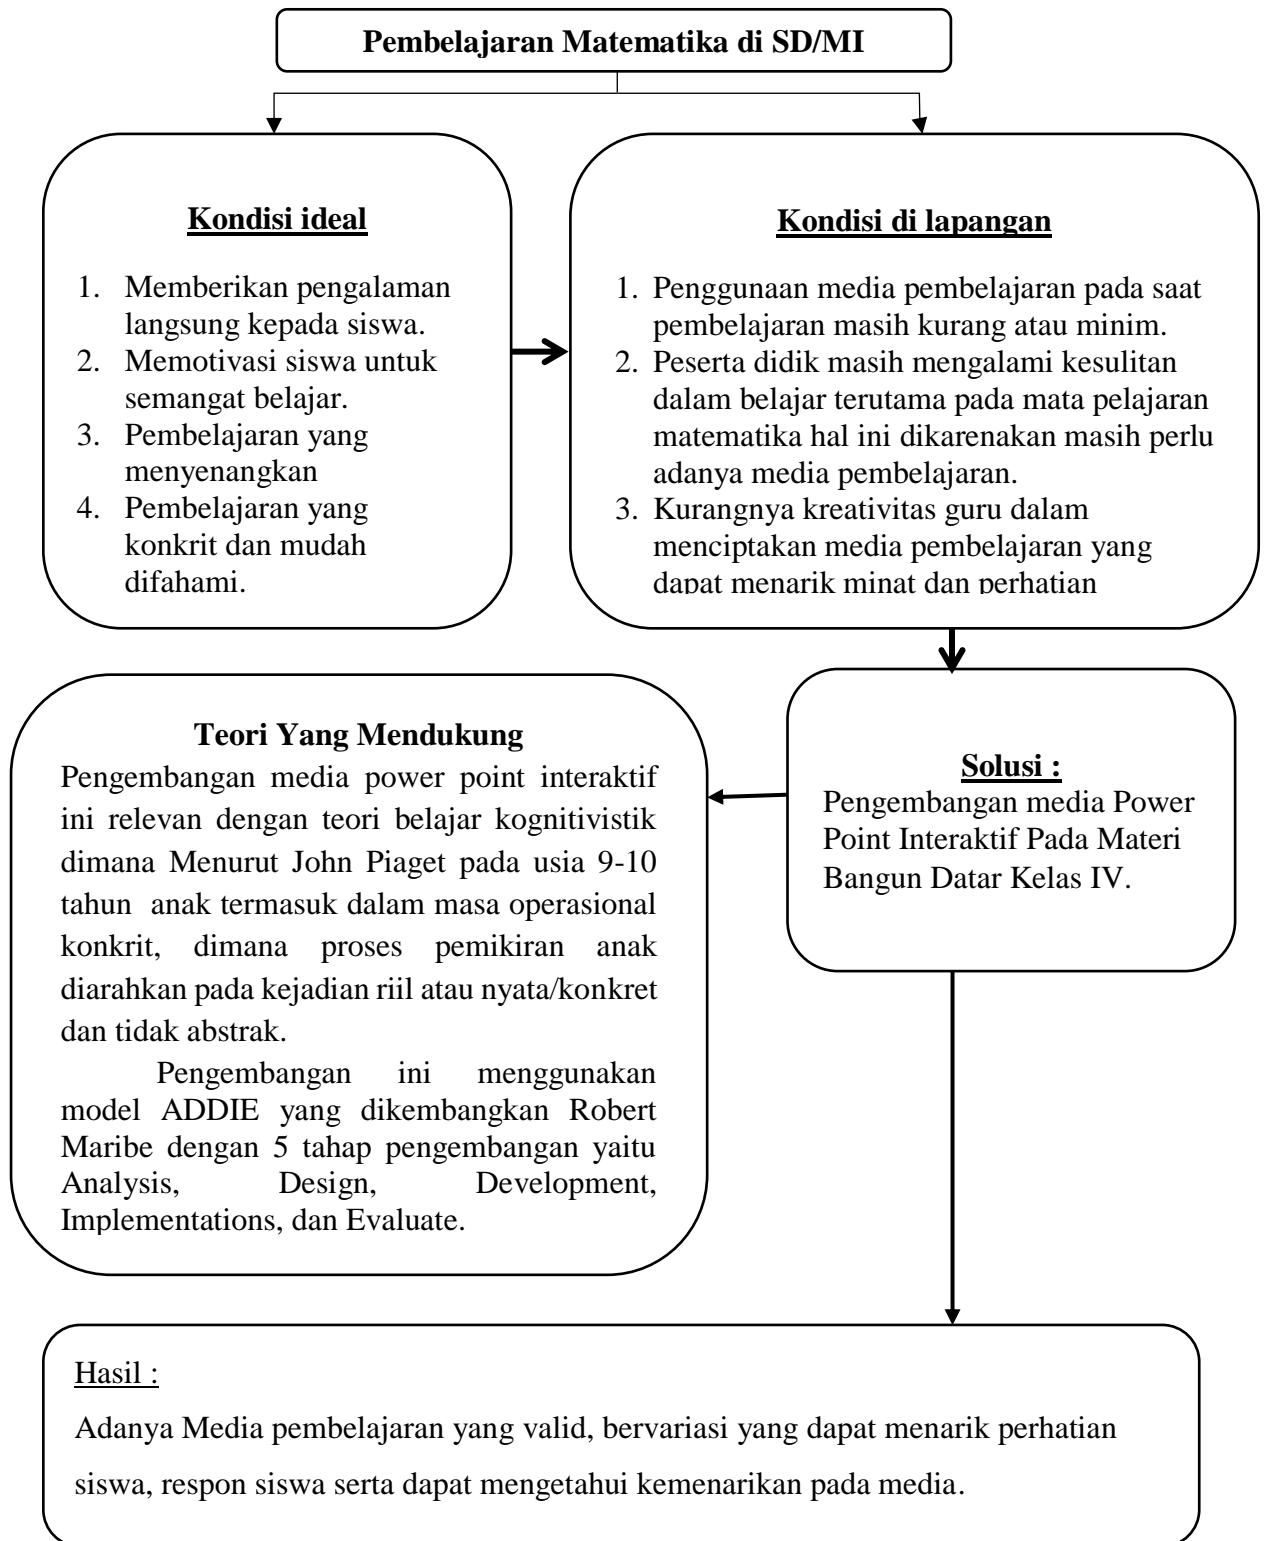 Pembelajaran Matematika di SD/MI
Kondisi ideal
1. Memberikan pengalaman
langsung kepada siswa.
2. Memotivasi siswa untuk
semangat belajar.
3. Pembelajaran yang
menyenangkan
4. Pembelajaran yang
konkrit dan mudah
difahami.
Kondisi di lapangan
1. Penggunaan media pembelajaran pada saat
pembelajaran masih kurang atau minim.
2. Peserta didik masih mengalami kesulitan
dalam belajar terutama pada mata pelajaran
matematika hal ini dikarenakan masih perlu
adanya media pembelajaran.
3. Kurangnya kreativitas guru dalam
menciptakan media pembelajaran yang
dapat menarik minat dan perhatian
Teori Yang Mendukung
Pengembangan media power point interaktif
ini relevan dengan teori belajar kognitivistik
dimana Menurut John Piaget pada usia 9-10
tahun anak termasuk dalam masa operasional
konkrit, dimana proses pemikiran anak
diarahkan pada kejadian riil atau nyata/konkret
dan tidak abstrak.
Pengembangan ini menggunakan
model ADDIE yang dikembangkan Robert
Maribe dengan 5 tahap pengembangan yaitu
Analysis, Design, Development,
Implementations, dan Evaluate.
Solusi :
Pengembangan media Power
Point Interaktif Pada Materi
Bangun Datar Kelas IV.
Hasil :
Adanya Media pembelajaran yang valid, bervariasi yang dapat menarik perhatian
siswa, respon siswa serta dapat mengetahui kemenarikan pada media.